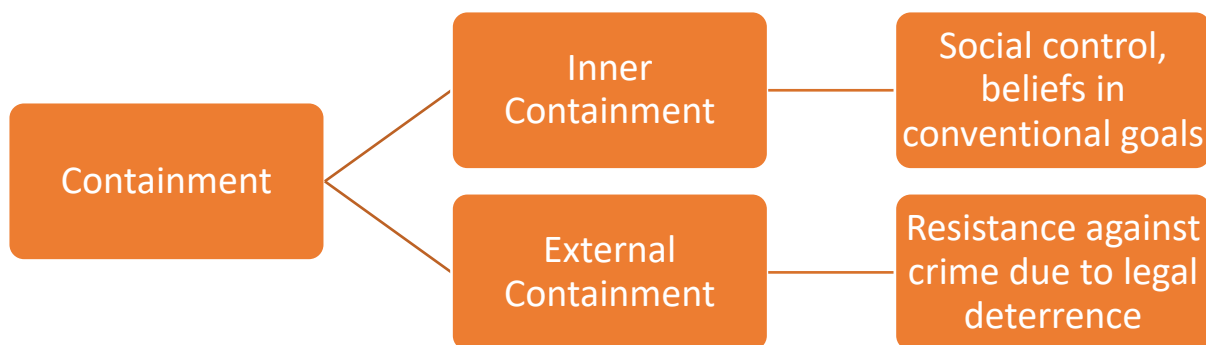 Containment
Inner
Containment
Social control,
beliefs in
conventional goals
External
Containment
Resistance against
crime due to legal
deterrence